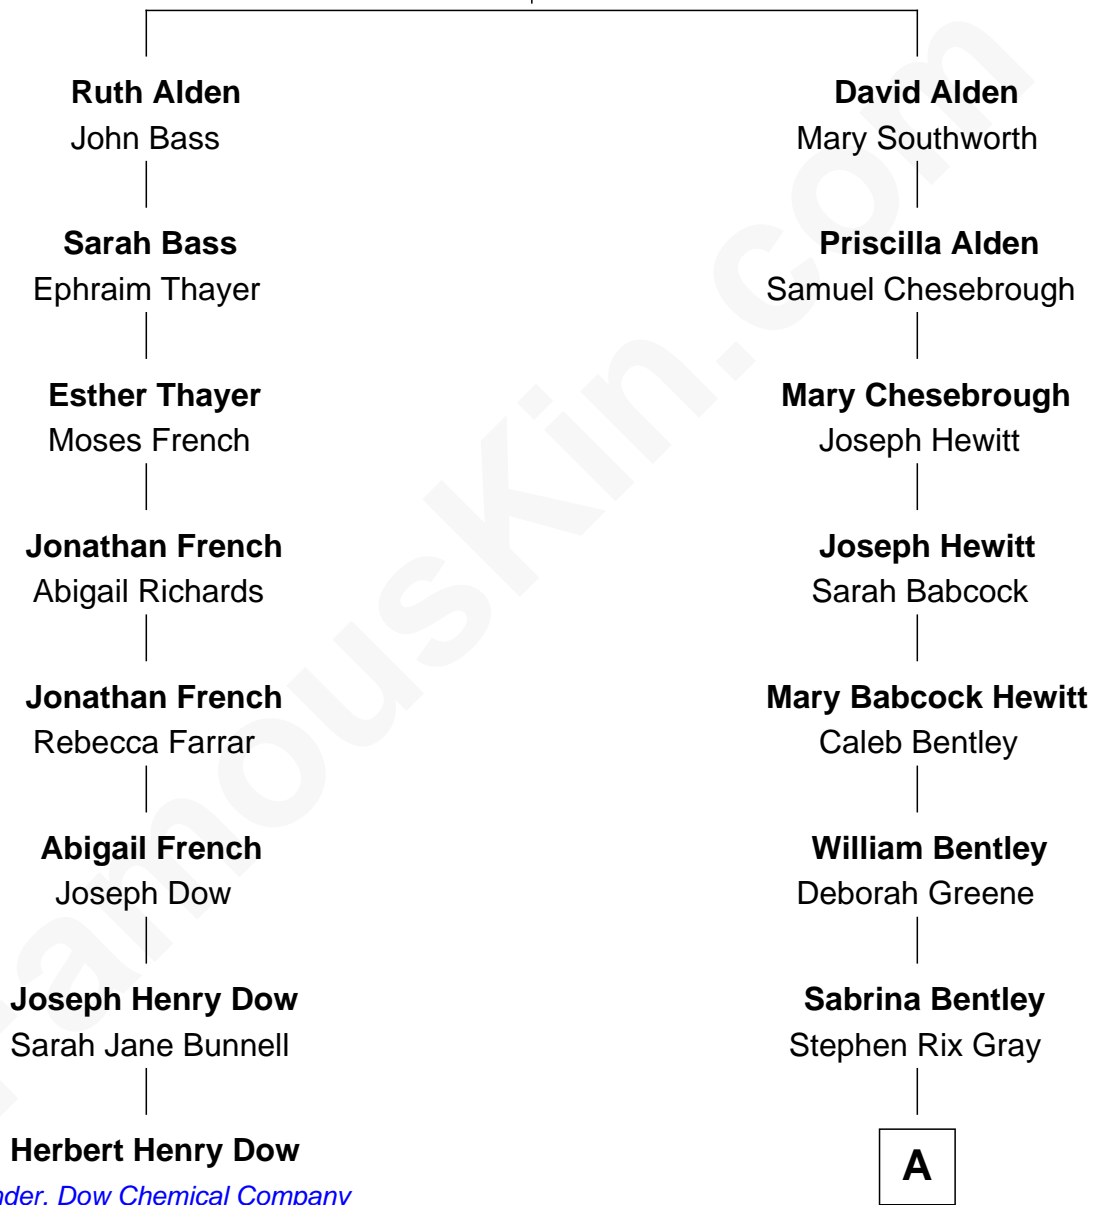 Ruth Alden
John Bass
David Alden
Mary Southworth
Sarah Bass
Ephraim Thayer
Priscilla Alden
Samuel Chesebrough
Esther Thayer
Moses French
Mary Chesebrough
Joseph Hewitt
Jonathan French
Abigail Richards
Joseph Hewitt
Sarah Babcock
Jonathan French
Rebecca Farrar
Mary Babcock Hewitt
Caleb Bentley
Abigail French
Joseph Dow
William Bentley
Deborah Greene
Joseph Henry Dow
Sarah Jane Bunnell
Sabrina Bentley
Stephen Rix Gray
Herbert Henry Dow
Dow Chemical Company
A
FamousKin.com